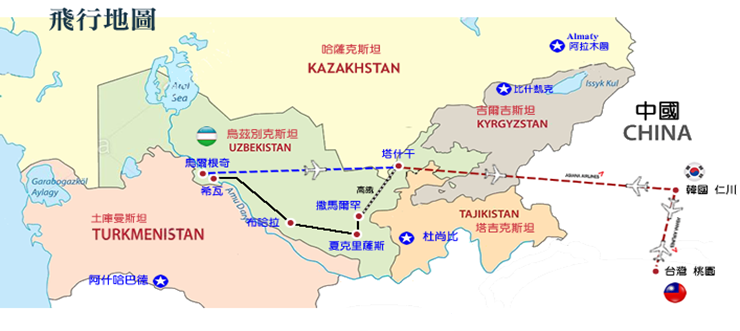 飛行地圖
哈薩克斯坦
KAZAKHSTAN
Almaty
阿拉木圖
Aral
Sea
比什凱克
Issyk Kul
吉爾吉斯坦
KYRGYZSTAN
中國
CHINA
烏茲別克斯坦
UZBEKISTAN
烏爾根奇
塔什干
ASIANA AIRLINES
韓國 仁川
Garabogazköl
Aylagy
希瓦
Amu Darya
高鐵
撒馬爾罕
布哈拉
夏克里薩斯
土庫曼斯坦
TURKMENISTAN
TAJIKISTAN
塔吉克斯坦
杜尚比
ASIANA AIRLINES
阿什哈巴德
台灣 桃園